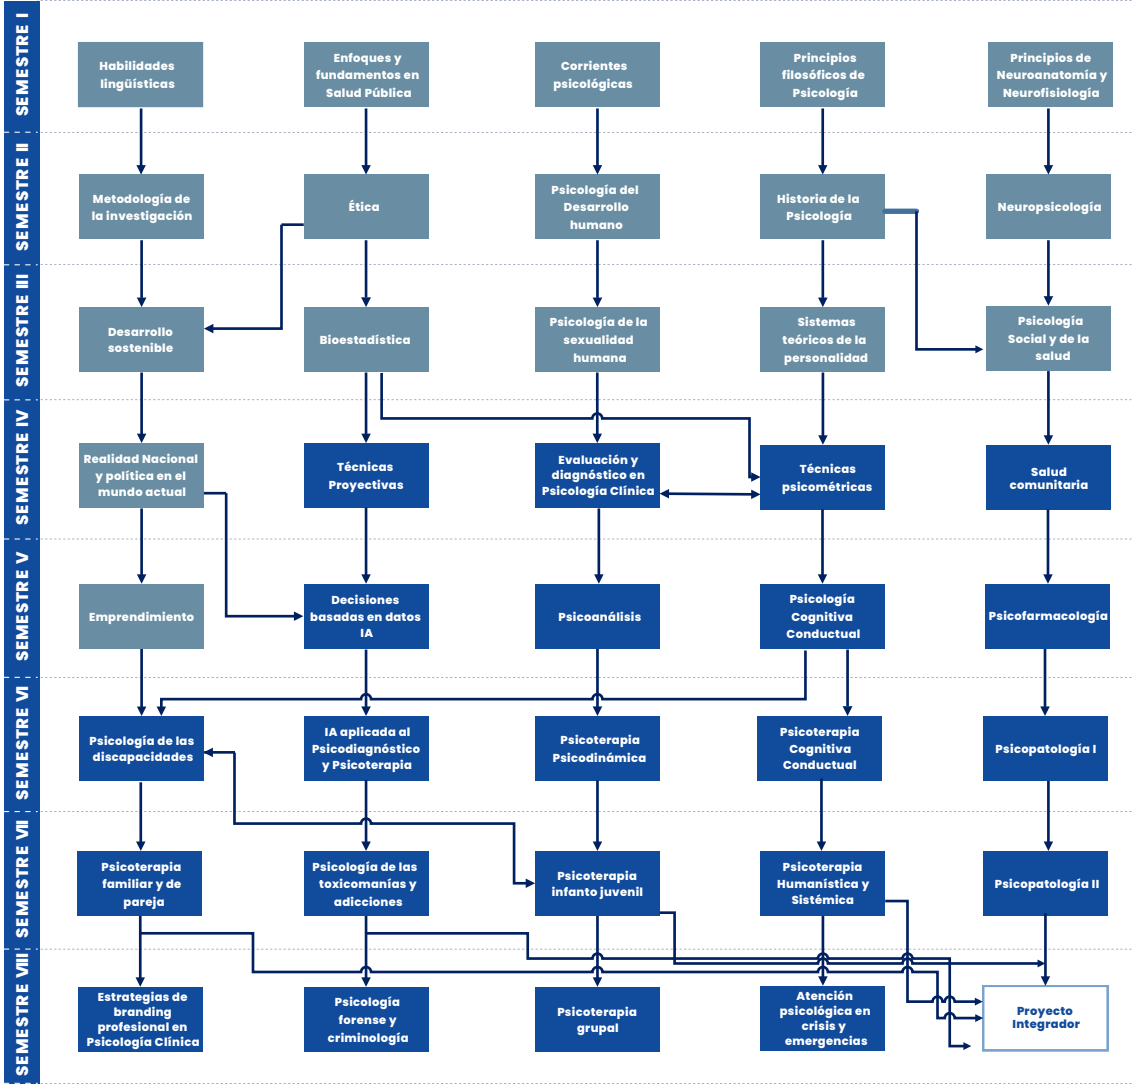 SEMESTRE I
Habilidades
lingüísticas
Enfoques y
fundamentos en
Salud Pública
Corrientes
psicológicas
Principios
filosóficos de
Psicología
Principios de
Neuroanatomía y
Neurofisiología
SEMESTRE II
Metodología de
la investigación
Ética
Psicología del
Desarrollo
humano
Historia de la
Psicología
Neuropsicología
SEMESTRE III
Desarrollo
sostenible
Bioestadística
Psicología de la
sexualidad
humana
Sistemas
teóricos de la
personalidad
Psicología
Social y de la
salud
SEMESTRE IV
Realidad Nacional
y política en el
mundo actual
Técnicas
Proyectivas
Evaluación y
diagnóstico en
Psicología Clínica
Técnicas
psicométricas
Salud
comunitaria
SEMESTRE V
Emprendimiento
Decisiones
basadas en datos
IA
Psicoanálisis
Psicología
Cognitiva
Conductual
Psicofarmacología
SEMESTRE VI
Psicología de las
discapacidades
IA aplicada al
Psicodiagnóstico
y Psicoterapia
Psicoterapia
Psicodinámica
Psicoterapia
Cognitiva
Conductual
Psicopatología I
SEMESTRE VII
Psicoterapia
familiar y de
pareja
Psicología de las
toxicomanías y
adicciones
Psicoterapia
infanto juvenil
Psicoterapia
Humanística y
Sistémica
Psicopatología II
SEMESTRE VIII
Estrategias de
branding
profesional en
Psicología Clínica
Psicología
forense y
criminología
Psicoterapia
grupal
Atención
psicológica en
crisis y
emergencias
Proyecto
Integrador